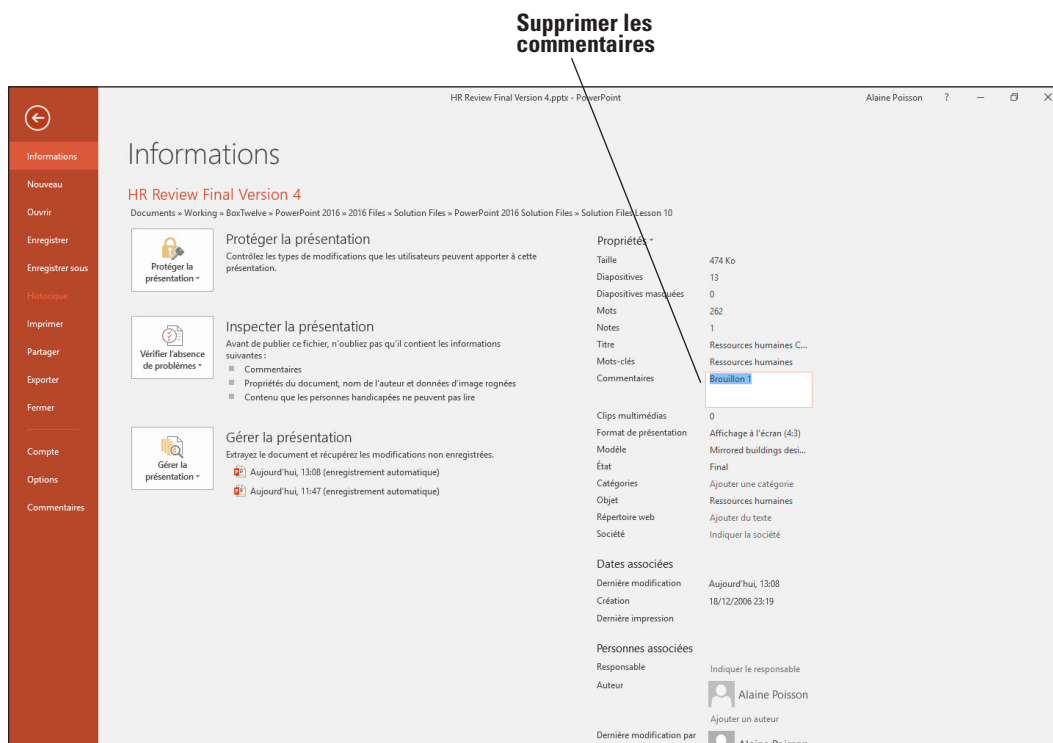 Supprimer les
commentaires
HR Review Final Version 4.pptx - PowerPoint
Alaine Poisson
?
Informations
Nouveau
Ouvrir
Enregistrer
Enregistrer sous
Historique
Imprimer
Partager
Exporter
Fermer
Compte
Options
Commentaires
Informations
HR Review Final Version 4
Documents » Working » BoxTwelve » PowerPoint 2016 » 2016 Files » Solution Files » PowerPoint 2016 Solution Files » Solution Files Lesson 10
Protéger la
présentation
Protéger la présentation
Contrôlez les types de modifications que les utilisateurs peuvent apporter à cette
présentation.
Vérifier l'absence
de problèmes
Inspecter la présentation
Avant de publier ce fichier, n'oubliez pas qu'il contient les informations
suivantes :
Commentaires
Propriétés du document, nom de l'auteur et données d'image rognées
Contenu que les personnes handicapées ne peuvent pas lire
Gérer la
présentation
Gérer la présentation
Extrayez le document et récupérez les modifications non enregistrées.
Aujourd'hui, 13:08 (enregistrement automatique)
Aujourd'hui, 11:47 (enregistrement automatique)
Propriétés
Taille 474 Ko
Diapositives 13
Diapositives masquées 0
Mots 262
Notes 1
Titre Ressources humaines C...
Mots-clés Ressources humaines
Commentaires Brouillon 1
Clips multimédias 0
Format de présentation Affichage à l'écran (4:3)
Modèle Mirrored buildings desi...
État Final
Catégories Ajouter une catégorie
Objet Ressources humaines
Répertoire web Ajouter du texte
Société Indiquer la société
Dates associées
Dernière modification Aujourd'hui, 13:08
Création 18/12/2006 23:19
Dernière impression
Personnes associées
Responsable Indiquer le responsable
Auteur Alaine Poisson
Ajouter un auteur
Dernière modification par Alaine Poisson